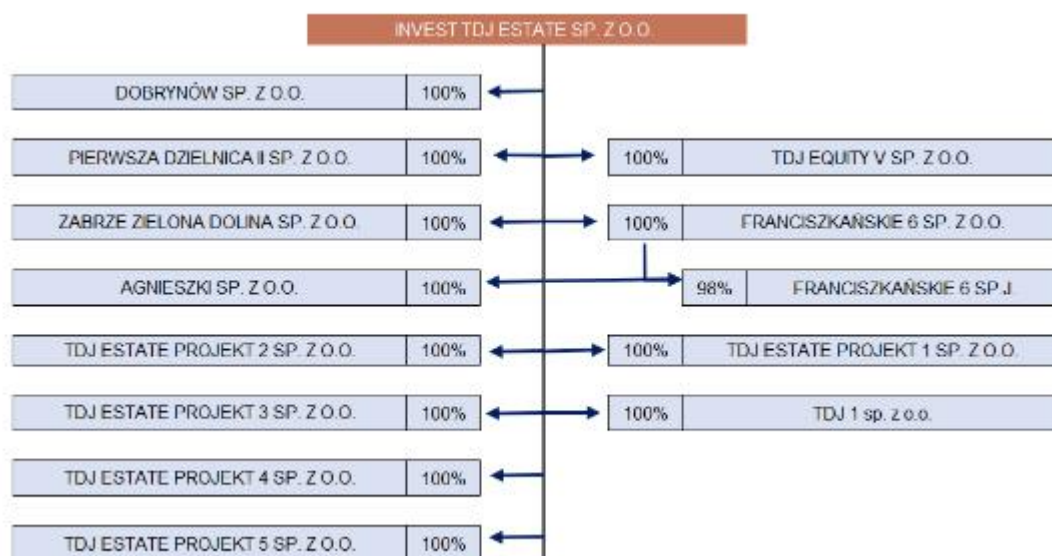 INVEST TDJ ESTATE SP. Z O.O.
DOBRYNÓW SP. Z O.O. 100%
PIERWSZA DZIELNICA II SP. Z O.O. 100% 100% TDJ EQUITY V SP. Z O.O.
ZABRZE ZIELONA DOLINA SP. Z O.O. 100% 100% FRANCISZKAŃSKIE 6 SP. Z O.O.
AGNIESZKI SP. Z O.O. 100% 98% FRANCISZKAŃSKIE 6 SP.J.
TDJ ESTATE PROJEKT 2 SP. Z O.O. 100% 100% TDJ ESTATE PROJEKT 1 SP. Z O.O.
TDJ ESTATE PROJEKT 3 SP. Z O.O. 100% 100% TDJ 1 sp. z o.o.
TDJ ESTATE PROJEKT 4 SP. Z O.O. 100%
TDJ ESTATE PROJEKT 5 SP. Z O.O. 100%